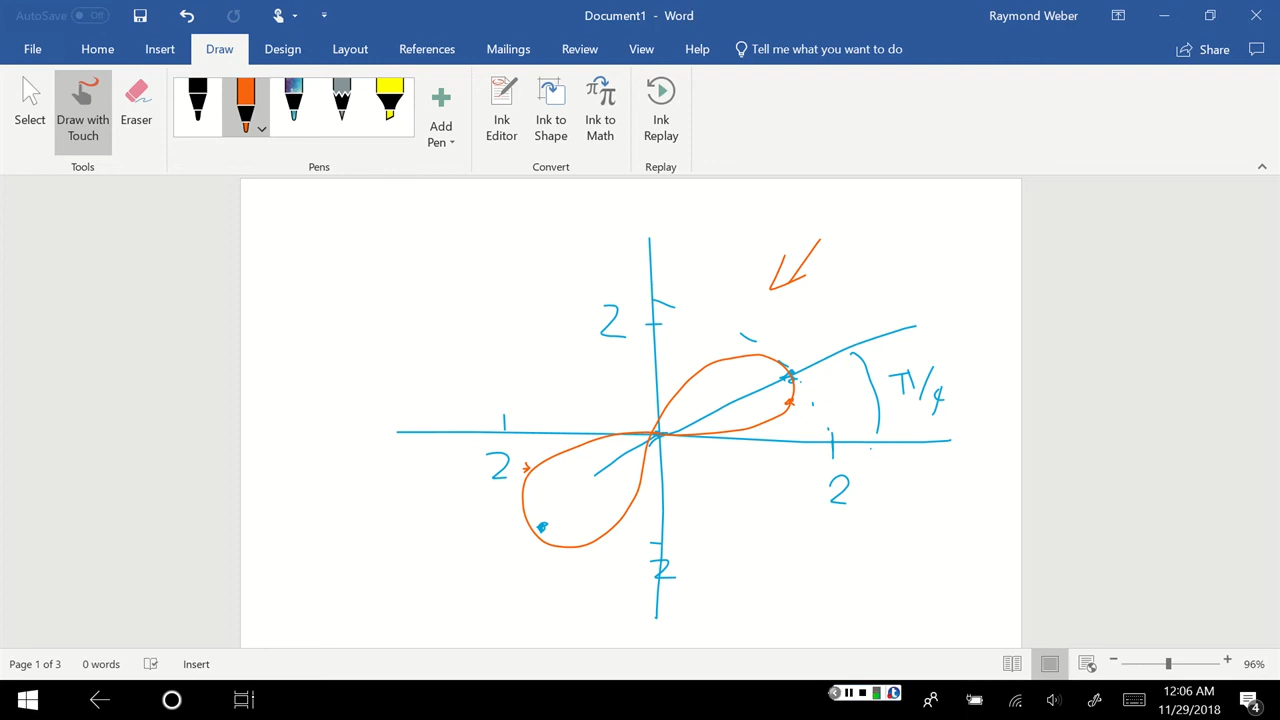 AutoSave Off
Document1 - Word
Raymond Weber
File Home Insert Draw Design Layout References Mailings Review View Help Tell me what you want to do Share
Select
Draw with Touch
Eraser
Add Pen
Ink Editor
Ink to Shape
Ink to Math
Ink Replay
Tools
Pens
Convert
Replay
2
π/4
2
2
2
Page 1 of 3
0 words
Insert
96%
12:06 AM
11/29/2018
4